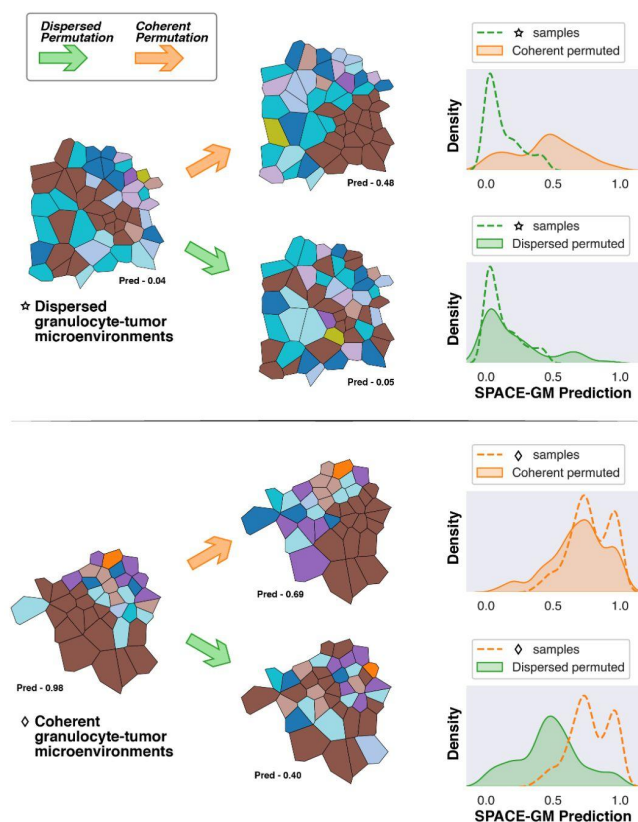 Dispersed Coherent
Permutation Permutation
Pred - 0.04
☆ Dispersed
granulocyte-tumor
microenvironments
Pred - 0.48
Pred - 0.05
☆ samples
Coherent permuted
Density
0.0 0.5 1.0
☆ samples
Dispersed permuted
Density
0.0 0.5 1.0
SPACE-GM Prediction
Pred - 0.98
◊ Coherent
granulocyte-tumor
microenvironments
Pred - 0.69
Pred - 0.40
◊ samples
Coherent permuted
Density
0.0 0.5 1.0
◊ samples
Dispersed permuted
Density
0.0 0.5 1.0
SPACE-GM Prediction